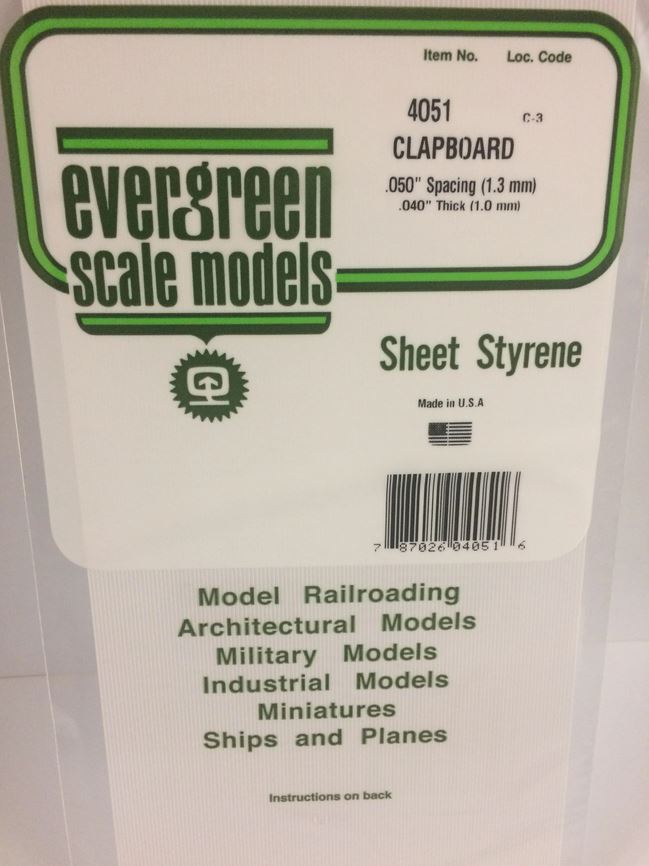 Item No. Loc. Code
4051 C-3
CLAPBOARD
.050" Spacing (1.3 mm)
.040" Thick (1.0 mm)
evergreen
scale models
Sheet Styrene
Made in U.S.A
7 87026 04051 6
Model Railroading
Architectural Models
Military Models
Industrial Models
Miniatures
Ships and Planes
Instructions on back